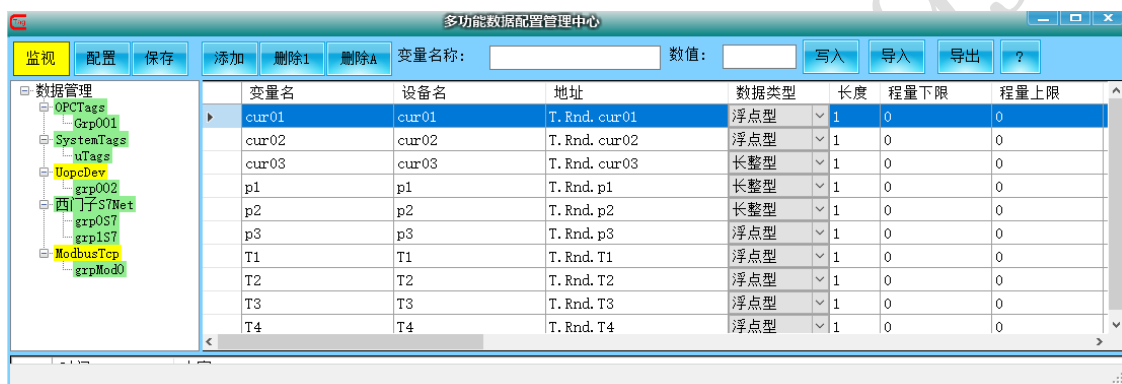 Tag
多功能数据配置管理中心
监视 配置 保存 添加 删除1 删除A 变量名称: 数值: 写入 导入 导出 ?
数据管理
OPCTags
Grp001
SystemTags
uTags
UopcDev
grp002
西门子S7Net
grp0S7
grp1S7
ModbusTcp
grpMod0
变量名 设备名 地址 数据类型 长度 程量下限 程量上限
cur01 cur01 T.Rnd.cur01 浮点型 1 0 0
cur02 cur02 T.Rnd.cur02 浮点型 1 0 0
cur03 cur03 T.Rnd.cur03 长整型 1 0 0
p1 p1 T.Rnd.p1 长整型 1 0 0
p2 p2 T.Rnd.p2 长整型 1 0 0
p3 p3 T.Rnd.p3 浮点型 1 0 0
T1 T1 T.Rnd.T1 浮点型 1 0 0
T2 T2 T.Rnd.T2 浮点型 1 0 0
T3 T3 T.Rnd.T3 浮点型 1 0 0
T4 T4 T.Rnd.T4 浮点型 1 0 0